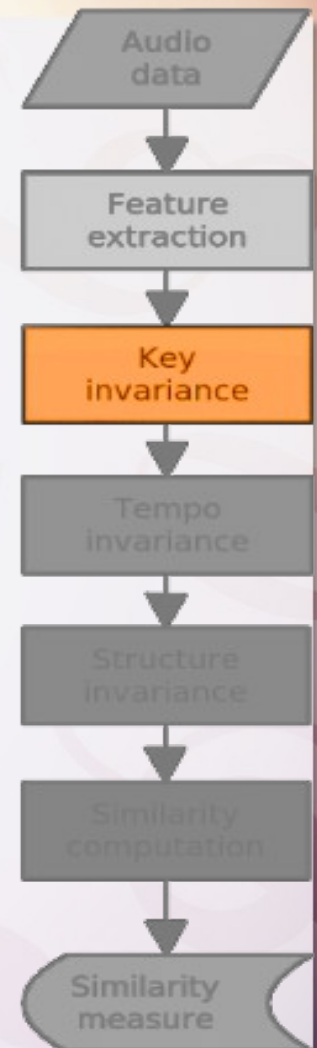 Audio
data
Feature
extraction
Key
invariance
Tempo
invariance
Structure
invariance
Similarity
computation
Similarity
measure